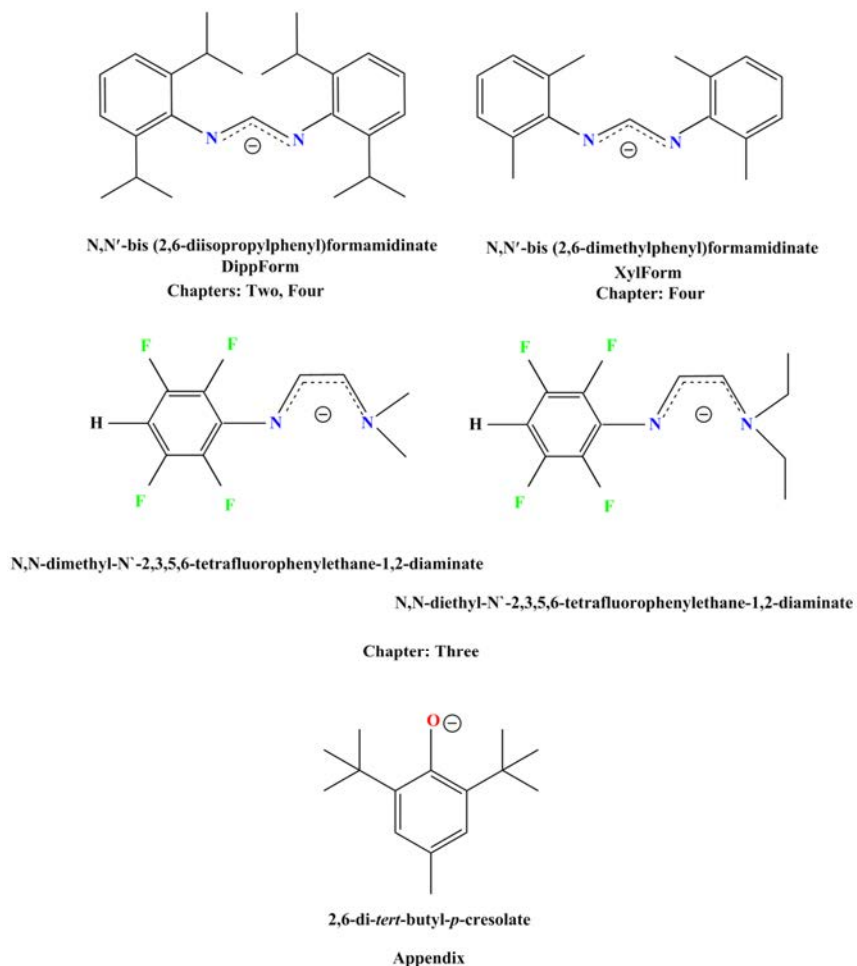 N
N
N
N
N,N′-bis (2,6-diisopropylphenyl)formamidinate
DippForm
Chapters: Two, Four
N,N′-bis (2,6-dimethylphenyl)formamidinate
XylForm
Chapter: Four
F
F
H
N
N
F
F
F
F
H
N
N
F
F
N,N-dimethyl-N`-2,3,5,6-tetrafluorophenylethane-1,2-diaminate
N,N-diethyl-N`-2,3,5,6-tetrafluorophenylethane-1,2-diaminate
Chapter: Three
O
2,6-di-tert-butyl-p-cresolate
Appendix